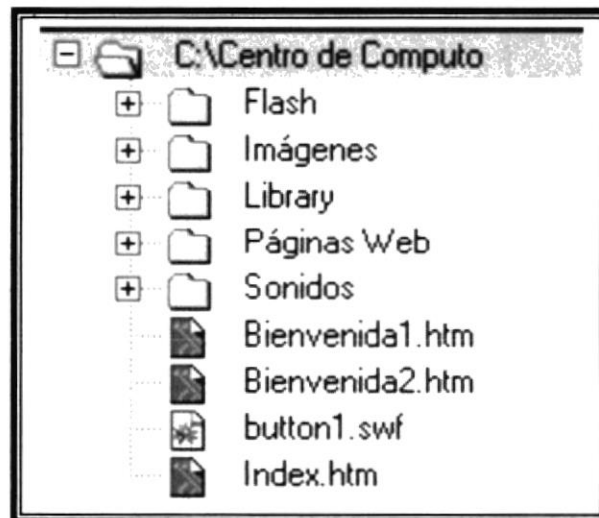 C:\Centro de Computo
Flash
Imágenes
Library
Páginas Web
Sonidos
Bienvenida1.htm
Bienvenida2.htm
button1.swf
Index.htm